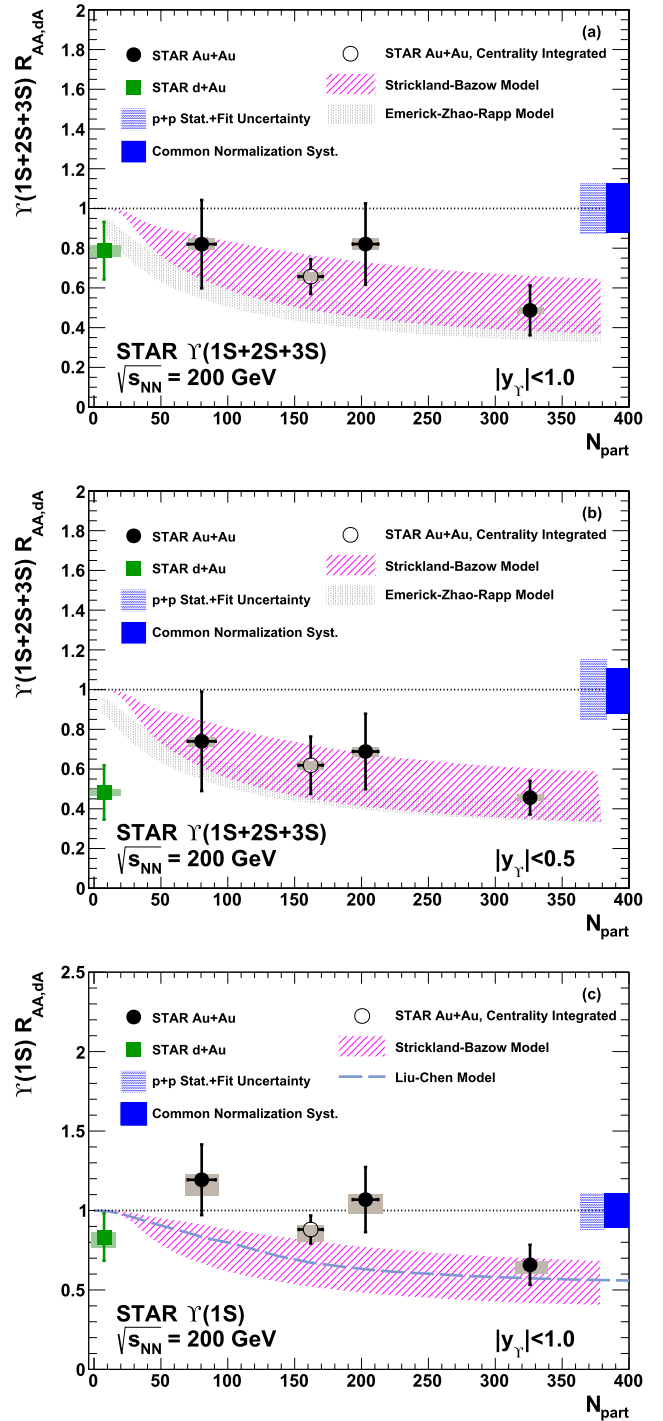 (a)
STAR Au+Au
STAR Au+Au, Centrality Integrated
STAR d+Au
Strickland-Bazow Model
p+p Stat.+Fit Uncertainty
Emerick-Zhao-Rapp Model
Common Normalization Syst.
ϒ(1S+2S+3S) R_AA,dA
2
1.8
1.6
1.4
1.2
1
0.8
0.6
0.4
0.2
0
STAR ϒ(1S+2S+3S)
√s_NN = 200 GeV
|y_ϒ|<1.0
0 50 100 150 200 250 300 350 400
N_part
(b)
STAR Au+Au
STAR Au+Au, Centrality Integrated
STAR d+Au
Strickland-Bazow Model
p+p Stat.+Fit Uncertainty
Emerick-Zhao-Rapp Model
Common Normalization Syst.
ϒ(1S+2S+3S) R_AA,dA
2
1.8
1.6
1.4
1.2
1
0.8
0.6
0.4
0.2
0
STAR ϒ(1S+2S+3S)
√s_NN = 200 GeV
|y_ϒ|<0.5
0 50 100 150 200 250 300 350 400
N_part
(c)
STAR Au+Au
STAR Au+Au, Centrality Integrated
STAR d+Au
Strickland-Bazow Model
p+p Stat.+Fit Uncertainty
Liu-Chen Model
Common Normalization Syst.
ϒ(1S) R_AA,dA
2.5
2
1.5
1
0.5
0
STAR ϒ(1S)
√s_NN = 200 GeV
|y_ϒ|<1.0
0 50 100 150 200 250 300 350 400
N_part